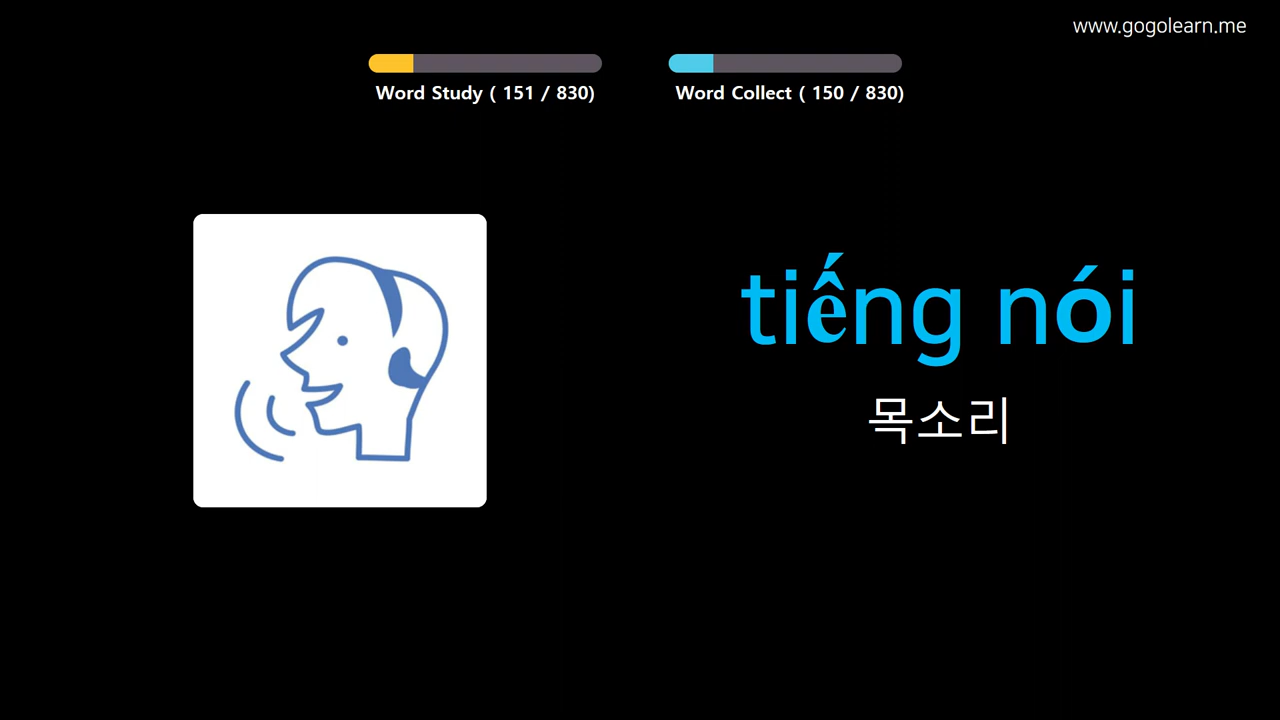 www.gogolearn.me
Word Study ( 151 / 830)
Word Collect ( 150 / 830)
tiếng nói
목소리